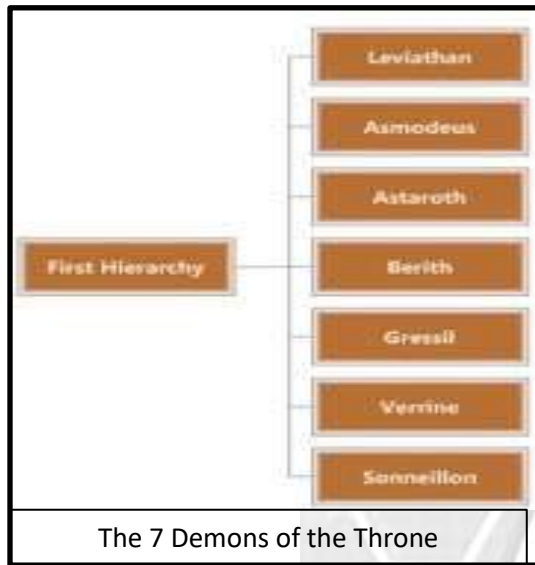 First Hierarchy
Leviathan
Asmodeus
Astaroth
Berith
Gressil
Verrine
Sonneillon
The 7 Demons of the Throne